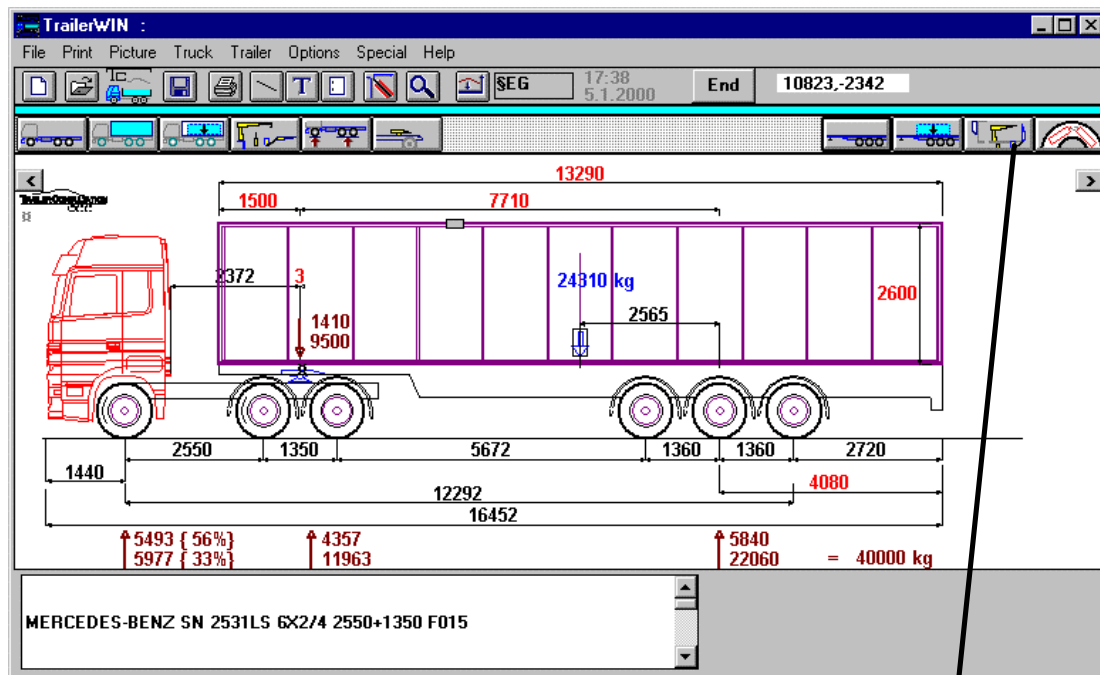 TrailerWIN :
File Print Picture Truck Trailer Options Special Help
Tc T §EG 17:38 5.1.2000 End 10823,-2342
13290
1500 7710
2372 3 24310 kg 2600
2565
1410
9500
2550 1350 5672 1360 1360 2720
1440 4080
12292
16452
5493 { 56%} 4357 5840
5977 { 33%} 11963 22060 = 40000 kg
MERCEDES-BENZ SN 2531LS 6X2/4 2550+1350 F015